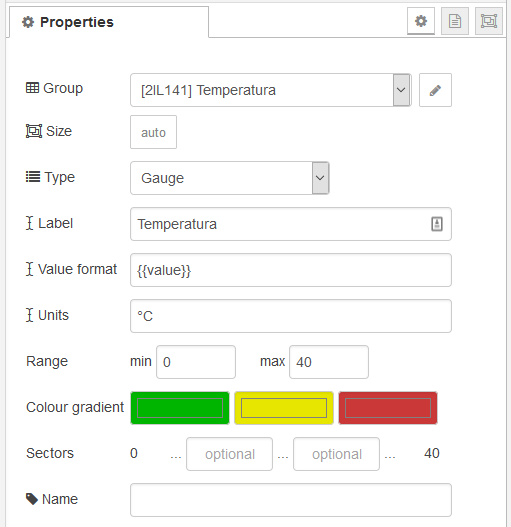 Properties
Group [2IL141] Temperatura
Size auto
Type Gauge
Label Temperatura
Value format {{value}}
Units °C
Range min 0 max 40
Colour gradient
Sectors 0 ... optional ... optional ... 40
Name